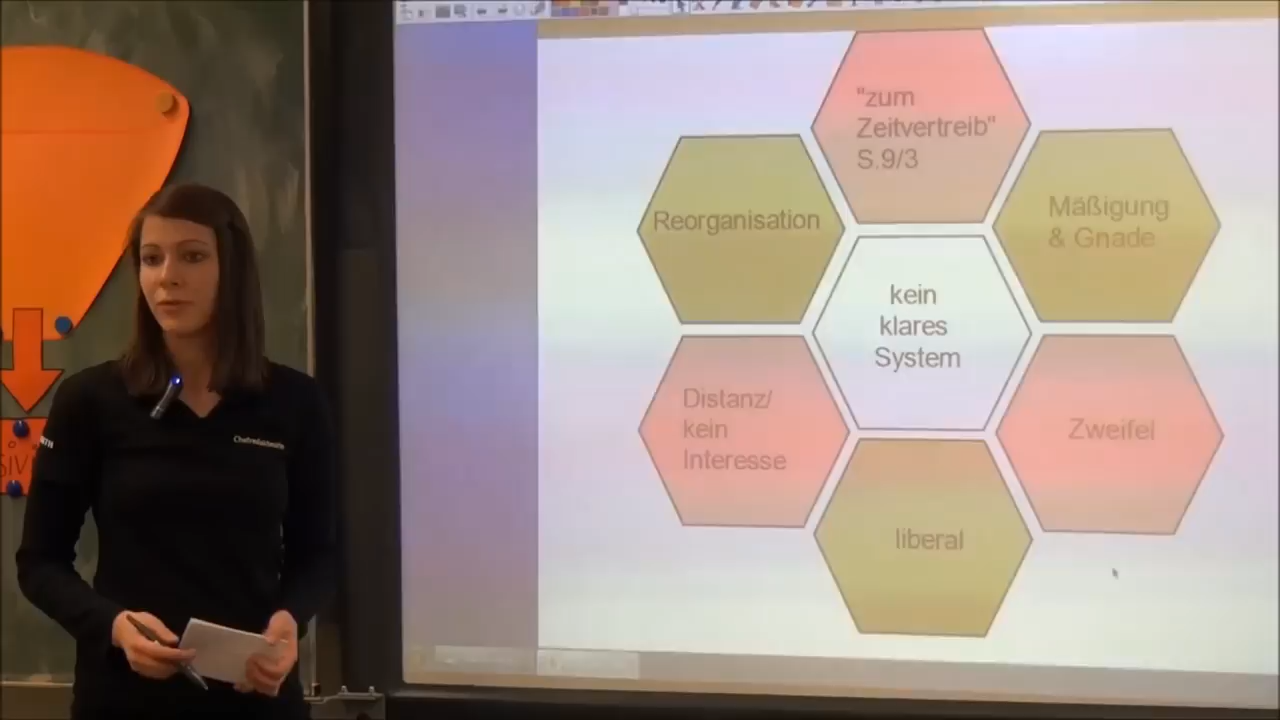 "zum
Zeitvertreib"
S.9/3
Reorganisation
Mäßigung
& Gnade
kein
klares
System
Distanz/
kein
Interesse
Zweifel
liberal